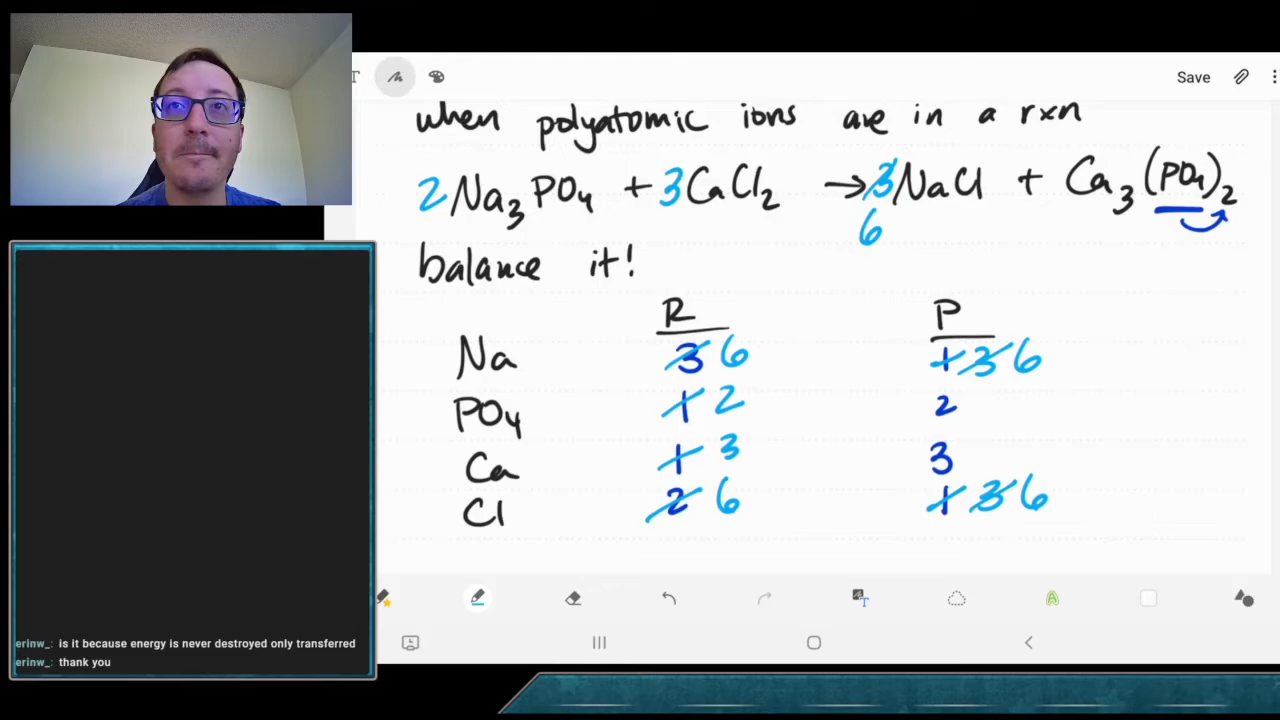 T
Save
when polyatomic ions are in a rxn
2Na3PO4 + 3CaCl2 → 3NaCl + Ca3(PO4)2
6
balance it!
R P
Na 3 6 1 3 6
PO4 1 2 2
Ca 1 3 3
Cl 2 6 1 3 6
T
A
erinw_: is it because energy is never destroyed only transferred
erinw_: thank you